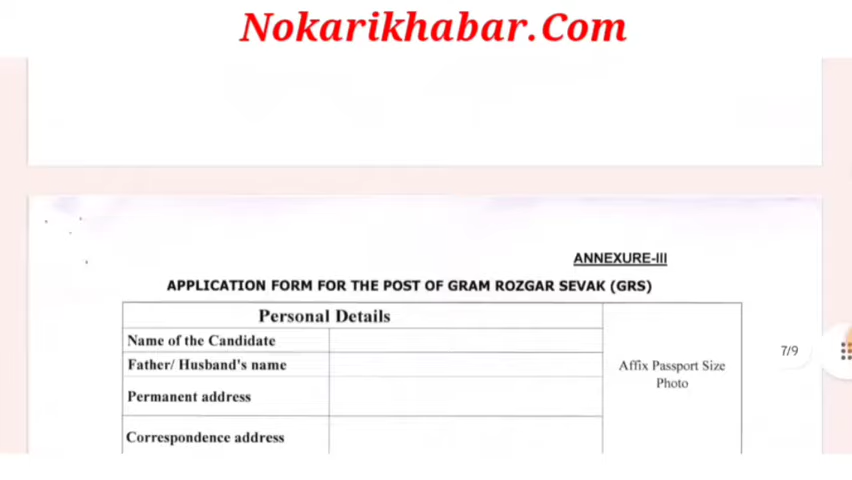 Nokarikhabar.Com
ANNEXURE-III
APPLICATION FORM FOR THE POST OF GRAM ROZGAR SEVAK (GRS)
Personal Details
Name of the Candidate
Father/ Husband's name
Permanent address
Correspondence address
Affix Passport Size
Photo
7/9